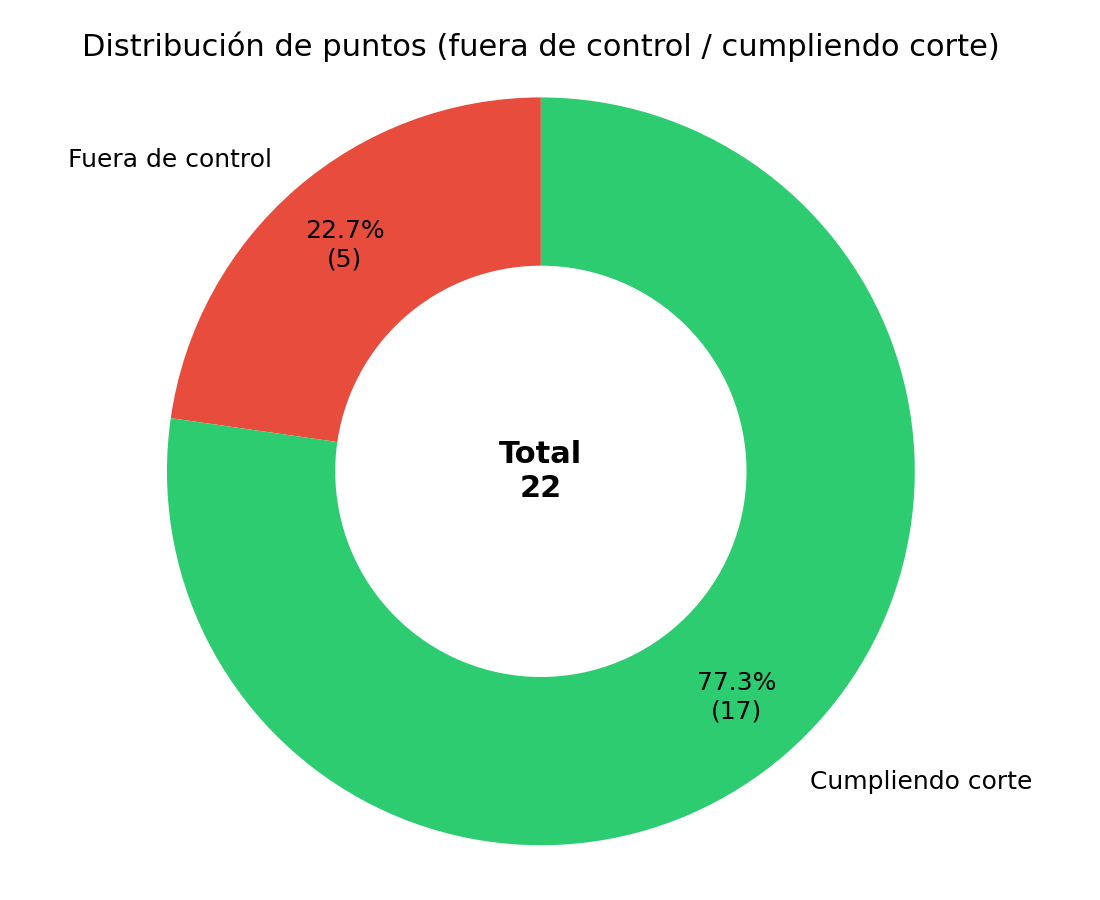 Distribución de puntos (fuera de control / cumpliendo corte)
Fuera de control
22.7%
(5)
Total
22
77.3%
(17)
Cumpliendo corte